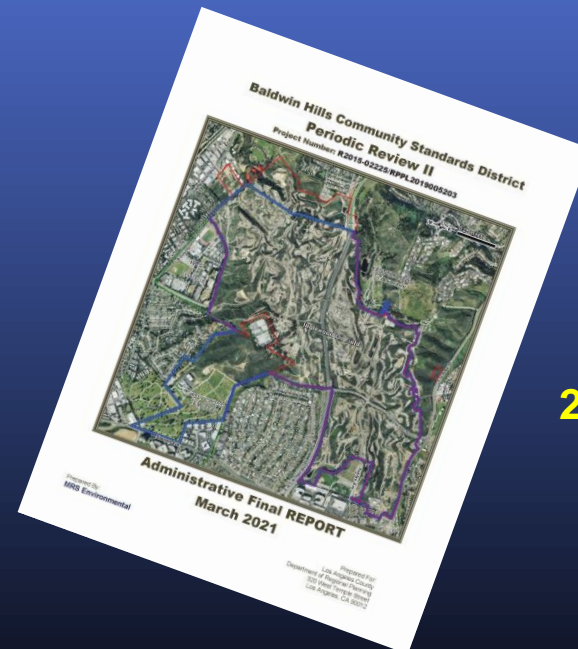 Baldwin Hills Community Standards District
Periodic Review II
Project Number: R2015-02225/RPPL2019005203
2
Administrative Final REPORT
March 2021
Prepared By:
MRS Environmental
Prepared For:
Los Angeles County
Department of Regional Planning
320 West Temple Street
Los Angeles, CA 90012